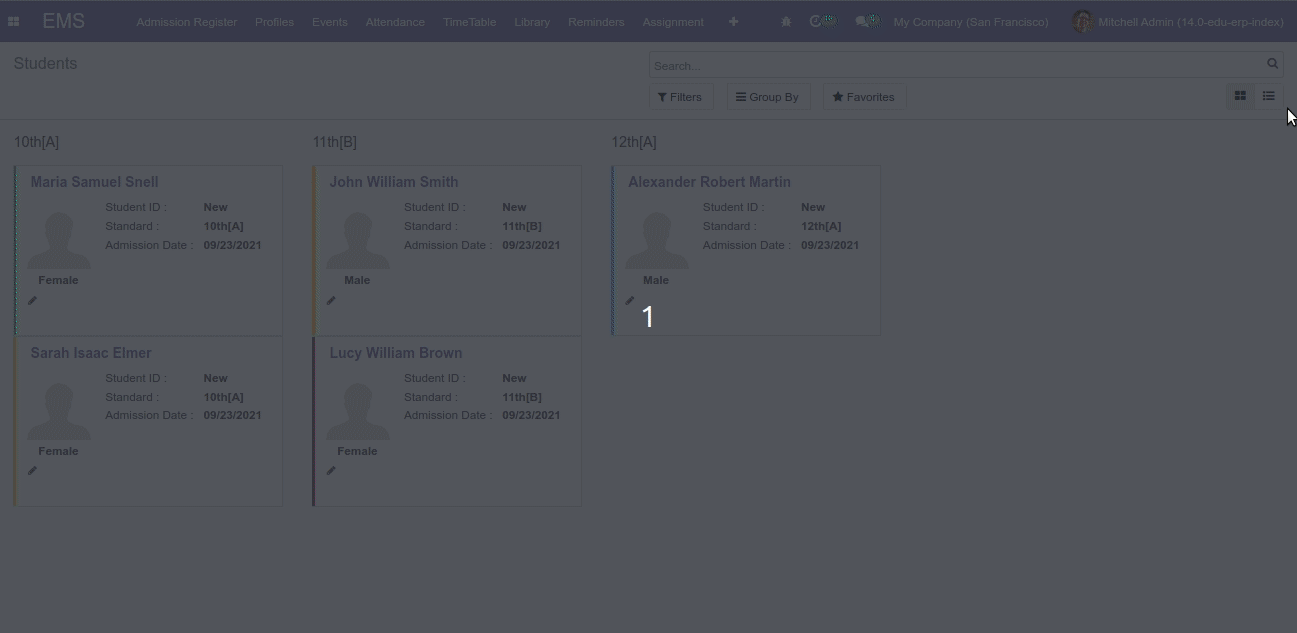 EMS Admission Register Profiles Events Attendance TimeTable Library Reminders Assignment My Company (San Francisco) Mitchell Admin (14.0-edu-erp-index)
Students
Search...
Filters Group By Favorites
10th[A] 11th[B] 12th[A]
Maria Samuel Snell
Student ID : New
Standard : 10th[A]
Admission Date : 09/23/2021
Female
Sarah Isaac Elmer
Student ID : New
Standard : 10th[A]
Admission Date : 09/23/2021
Female
John William Smith
Student ID : New
Standard : 11th[B]
Admission Date : 09/23/2021
Male
Lucy William Brown
Student ID : New
Standard : 11th[B]
Admission Date : 09/23/2021
Female
Alexander Robert Martin
Student ID : New
Standard : 12th[A]
Admission Date : 09/23/2021
Male
1